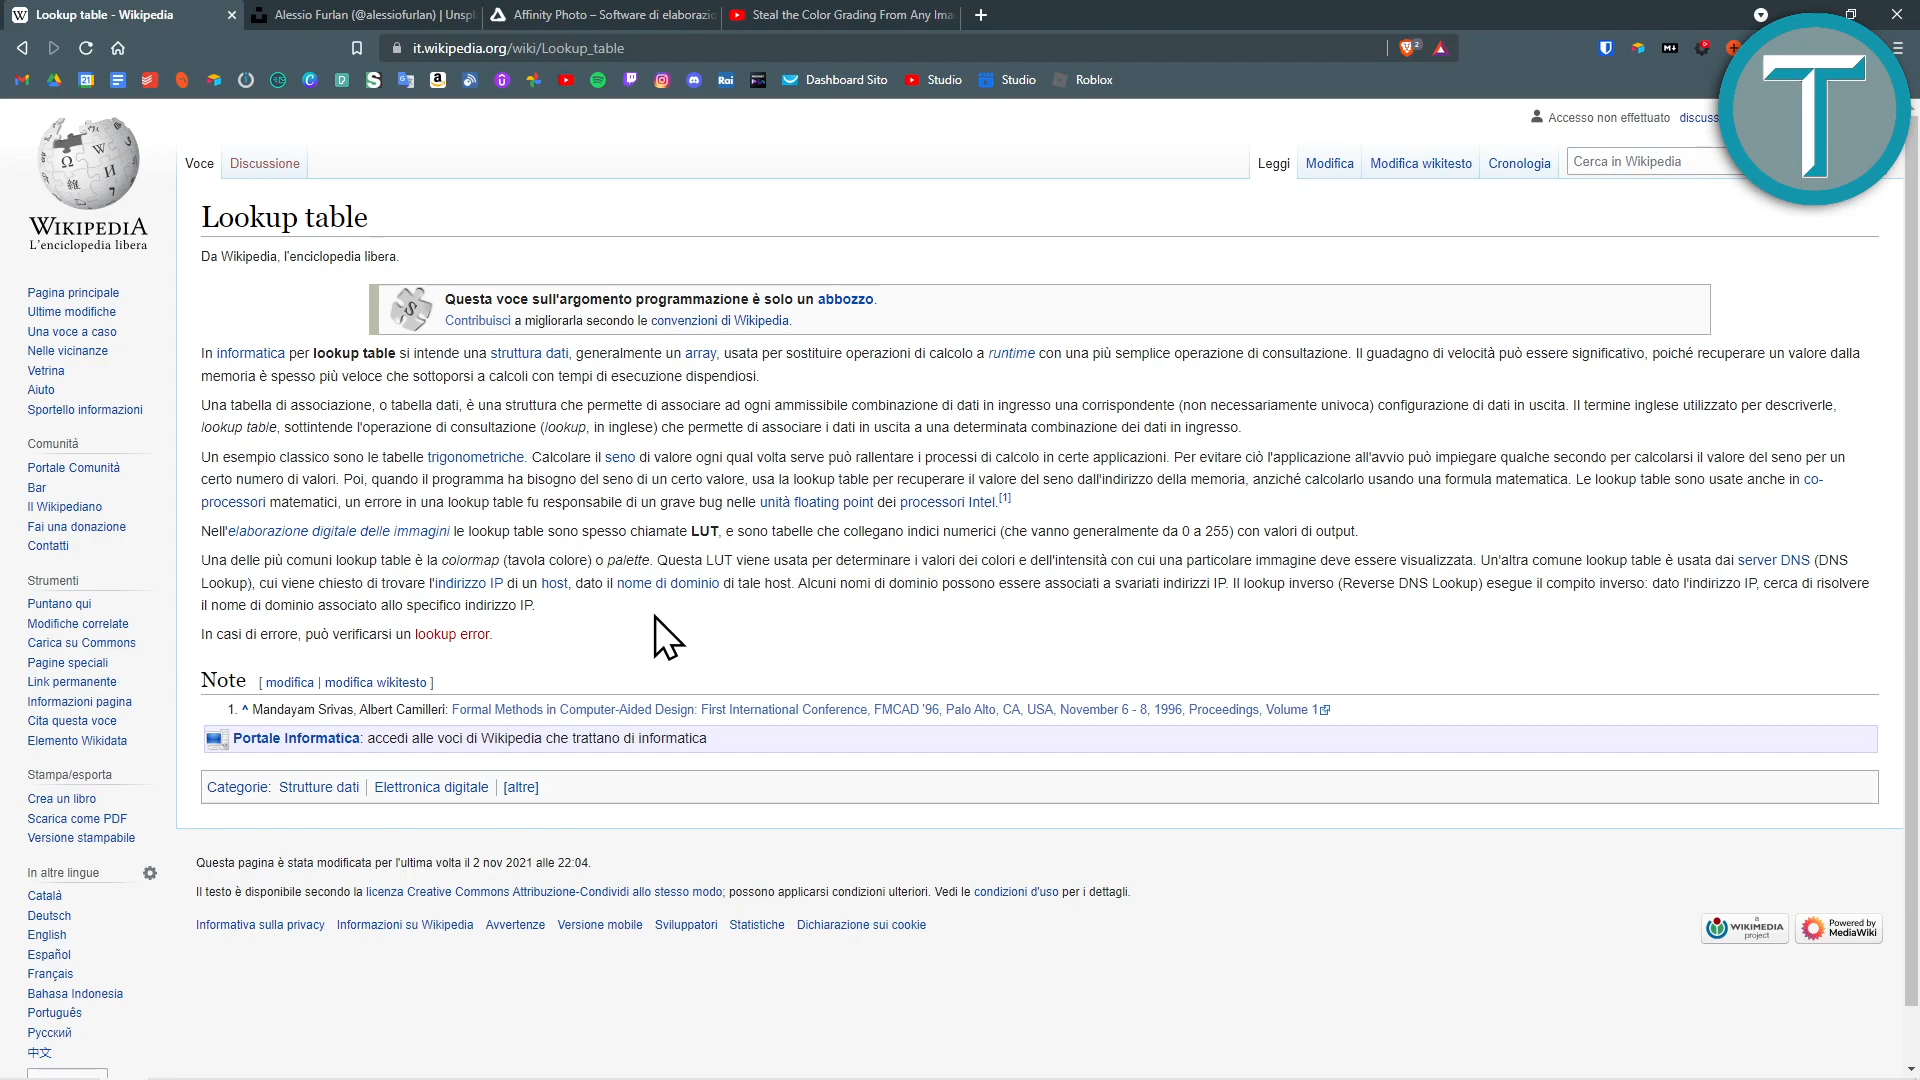 Lookup table - Wikipedia
Alessio Furlan (@alessiofurlan) | Unspl
Affinity Photo – Software di elaborazio
Steal the Color Grading From Any Ima
it.wikipedia.org/wiki/Lookup_table
Dashboard Sito
Studio
Studio
Roblox
T
Accesso non effettuato
discuss
WIKIPEDIA
L'enciclopedia libera
Voce
Discussione
Leggi
Modifica
Modifica wikitesto
Cronologia
Cerca in Wikipedia
Lookup table
Da Wikipedia, l'enciclopedia libera.
Questa voce sull'argomento programmazione è solo un abbozzo.
Contribuisci a migliorarla secondo le convenzioni di Wikipedia.
In informatica per lookup table si intende una struttura dati, generalmente un array, usata per sostituire operazioni di calcolo a runtime con una più semplice operazione di consultazione. Il guadagno di velocità può essere significativo, poiché recuperare un valore dalla
memoria è spesso più veloce che sottoporsi a calcoli con tempi di esecuzione dispendiosi.
Una tabella di associazione, o tabella dati, è una struttura che permette di associare ad ogni ammissibile combinazione di dati in ingresso una corrispondente (non necessariamente univoca) configurazione di dati in uscita. Il termine inglese utilizzato per descriverle,
lookup table, sottintende l'operazione di consultazione (lookup, in inglese) che permette di associare i dati in uscita a una determinata combinazione dei dati in ingresso.
Un esempio classico sono le tabelle trigonometriche. Calcolare il seno di valore ogni qual volta serve può rallentare i processi di calcolo in certe applicazioni. Per evitare ciò l'applicazione all'avvio può impiegare qualche secondo per calcolarsi il valore del seno per un
certo numero di valori. Poi, quando il programma ha bisogno del seno di un certo valore, usa la lookup table per recuperare il valore del seno dall'indirizzo della memoria, anziché calcolarlo usando una formula matematica. Le lookup table sono usate anche in co-
processori matematici, un errore in una lookup table fu responsabile di un grave bug nelle unità floating point dei processori Intel.[1]
Nell'elaborazione digitale delle immagini le lookup table sono spesso chiamate LUT, e sono tabelle che collegano indici numerici (che vanno generalmente da 0 a 255) con valori di output.
Una delle più comuni lookup table è la colormap (tavola colore) o palette. Questa LUT viene usata per determinare i valori dei colori e dell'intensità con cui una particolare immagine deve essere visualizzata. Un'altra comune lookup table è usata dai server DNS (DNS
Lookup), cui viene chiesto di trovare l'indirizzo IP di un host, dato il nome di dominio di tale host. Alcuni nomi di dominio possono essere associati a svariati indirizzi IP. Il lookup inverso (Reverse DNS Lookup) esegue il compito inverso: dato l'indirizzo IP, cerca di risolvere
il nome di dominio associato allo specifico indirizzo IP.
In casi di errore, può verificarsi un lookup error.
Note [ modifica | modifica wikitesto ]
1. ^ Mandayam Srivas, Albert Camilleri: Formal Methods in Computer-Aided Design: First International Conference, FMCAD '96, Palo Alto, CA, USA, November 6 - 8, 1996, Proceedings, Volume 1
Portale Informatica: accedi alle voci di Wikipedia che trattano di informatica
Categorie: Strutture dati | Elettronica digitale | [altre]
Questa pagina è stata modificata per l'ultima volta il 2 nov 2021 alle 22:04.
Il testo è disponibile secondo la licenza Creative Commons Attribuzione-Condividi allo stesso modo; possono applicarsi condizioni ulteriori. Vedi le condizioni d'uso per i dettagli.
Informativa sulla privacy
Informazioni su Wikipedia
Avvertenze
Versione mobile
Sviluppatori
Statistiche
Dichiarazione sui cookie
a
WIKIMEDIA
project
Powered by
MediaWiki
Pagina principale
Ultime modifiche
Una voce a caso
Nelle vicinanze
Vetrina
Aiuto
Sportello informazioni
Comunità
Portale Comunità
Bar
Il Wikipediano
Fai una donazione
Contatti
Strumenti
Puntano qui
Modifiche correlate
Carica su Commons
Pagine speciali
Link permanente
Informazioni pagina
Cita questa voce
Elemento Wikidata
Stampa/esporta
Crea un libro
Scarica come PDF
Versione stampabile
In altre lingue
Català
Deutsch
English
Español
Français
Bahasa Indonesia
Português
Русский
中文